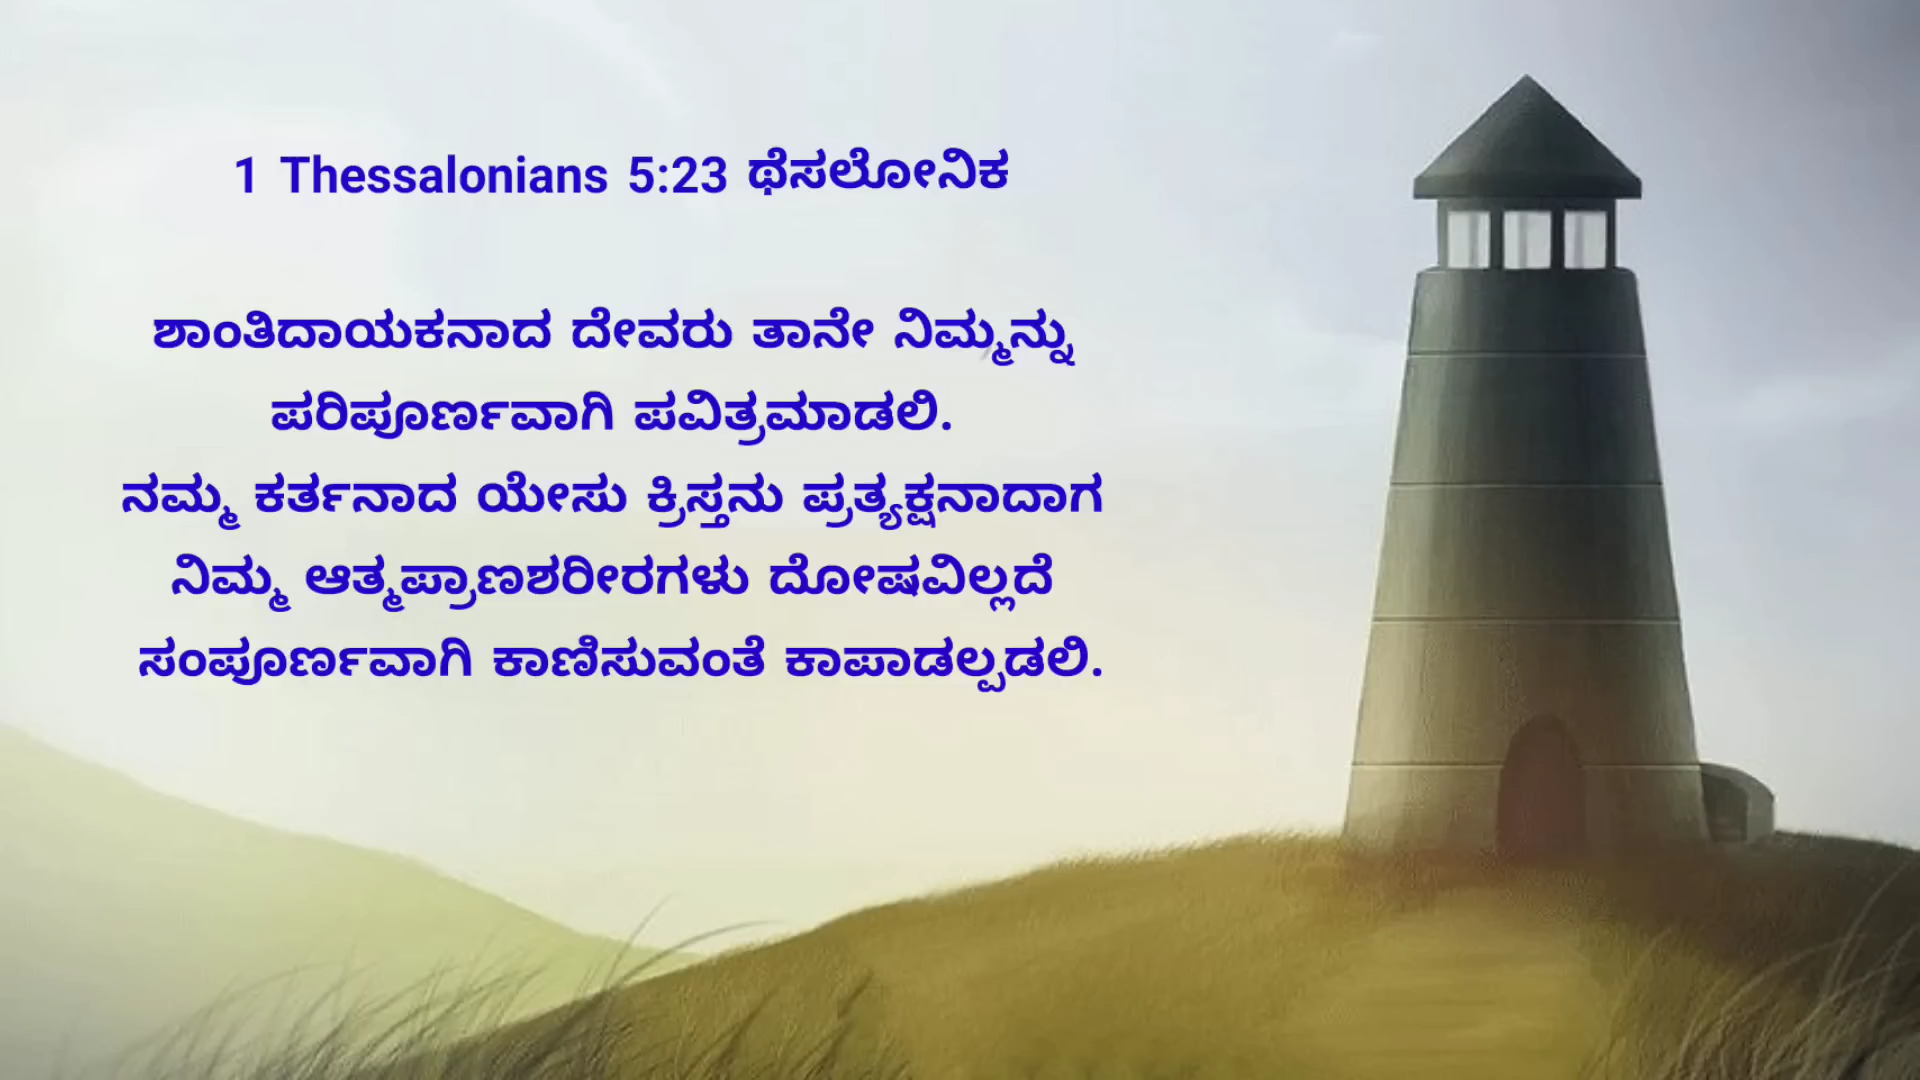 1 Thessalonians 5:23 ಥೆಸಲೋನಿಕ
ಶಾಂತಿದಾಯಕನಾದ ದೇವರು ತಾನೇ ನಿಮ್ಮನ್ನು
ಪರಿಪೂರ್ಣವಾಗಿ ಪವಿತ್ರಮಾಡಲಿ.
ನಮ್ಮ ಕರ್ತನಾದ ಯೇಸು ಕ್ರಿಸ್ತನು ಪ್ರತ್ಯಕ್ಷನಾದಾಗ
ನಿಮ್ಮ ಆತ್ಮಪ್ರಾಣಶರೀರಗಳು ದೋಷವಿಲ್ಲದೆ
ಸಂಪೂರ್ಣವಾಗಿ ಕಾಣಿಸುವಂತೆ ಕಾಪಾಡಲ್ಪಡಲಿ.